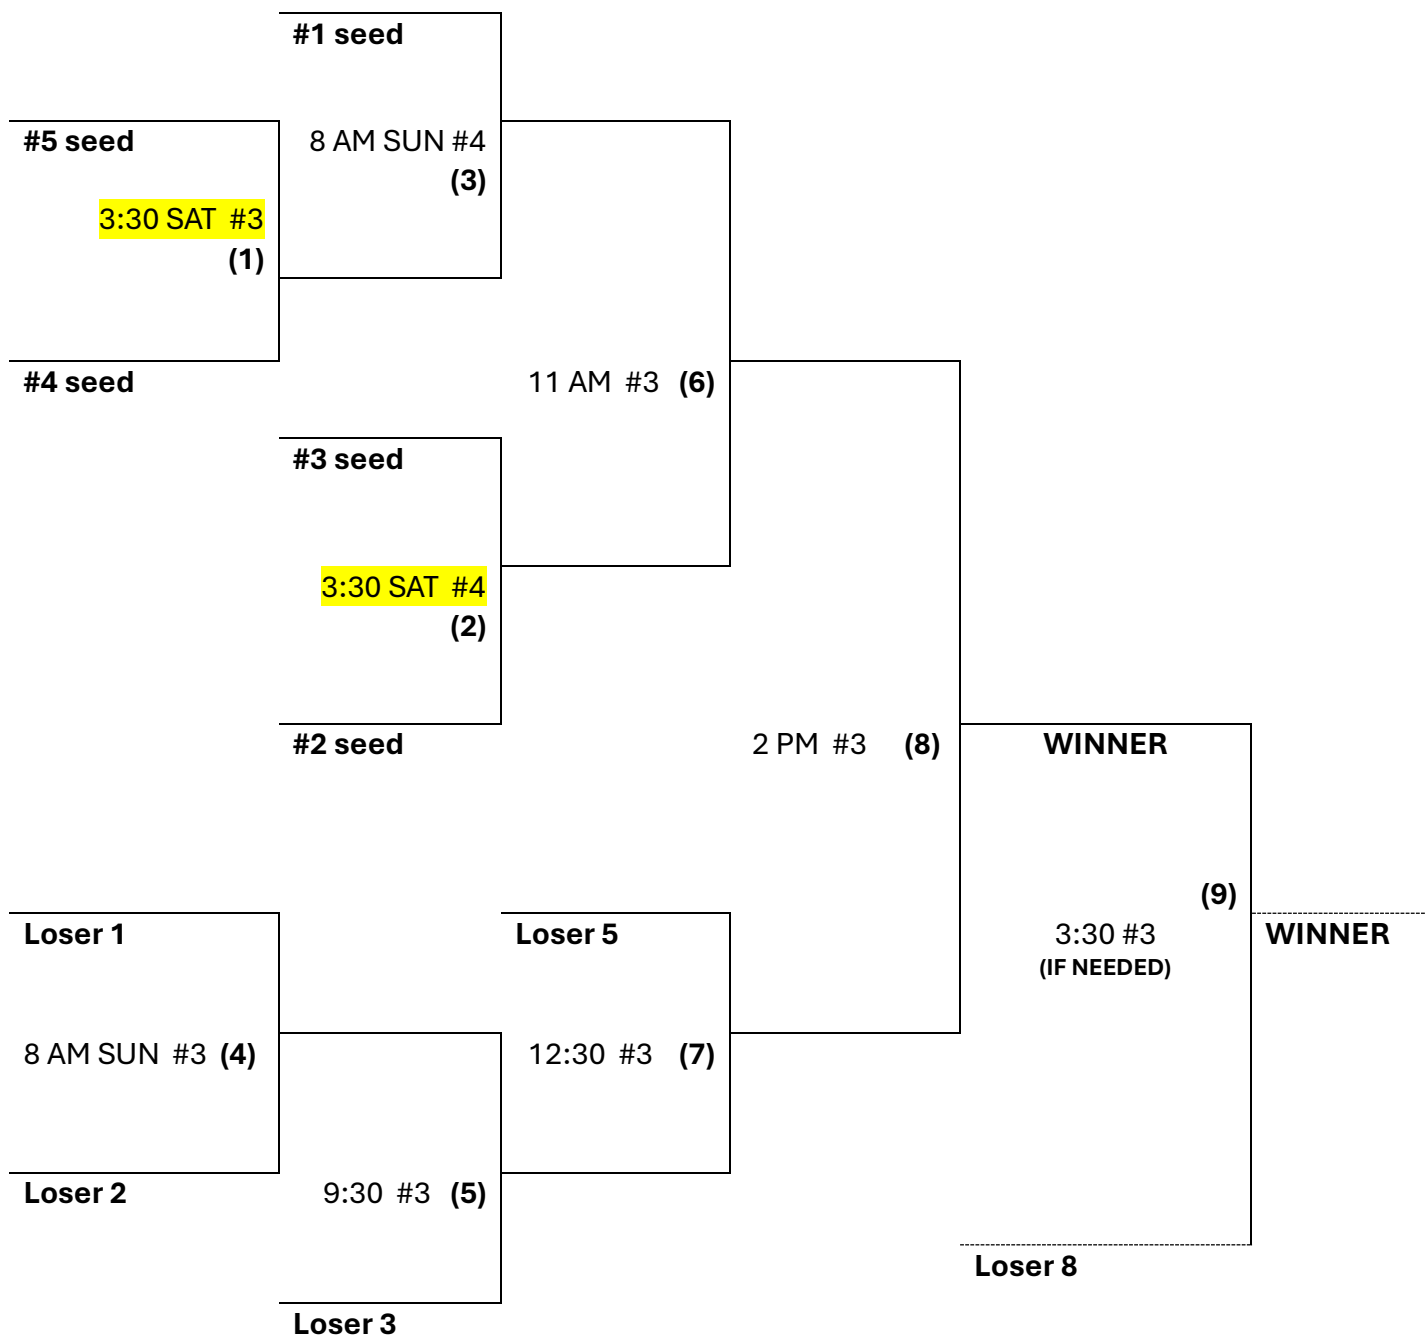 #1 seed
#5 seed
8 AM SUN #4
(3)
3:30 SAT #3
(1)
#4 seed
11 AM #3 (6)
#3 seed
3:30 SAT #4
(2)
#2 seed
2 PM #3 (8)
WINNER
(9)
Loser 1
Loser 5
3:30 #3
(IF NEEDED)
WINNER
8 AM SUN #3 (4)
12:30 #3 (7)
Loser 2
9:30 #3 (5)
Loser 8
Loser 3